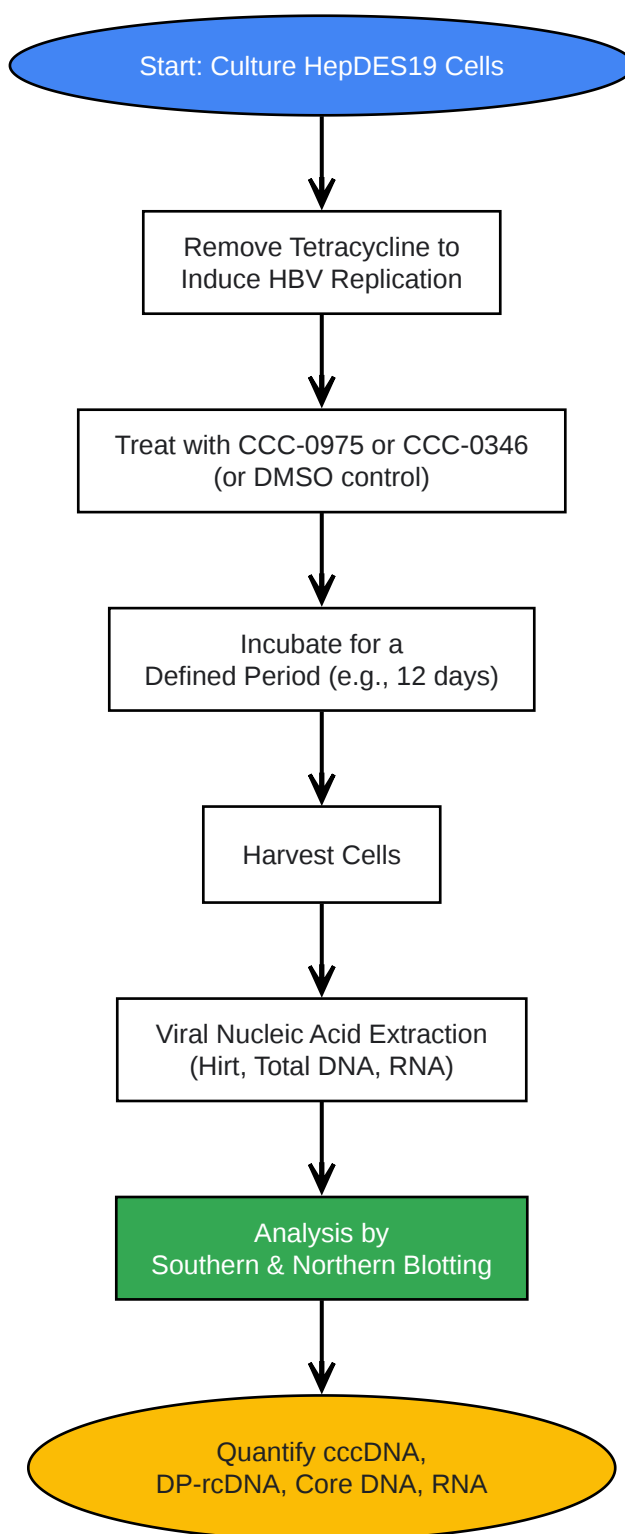 Start: Culture HepDES19 Cells
Remove Tetracycline to
Induce HBV Replication
Treat with CCC-0975 or CCC-0346
(or DMSO control)
Incubate for a
Defined Period (e.g., 12 days)
Harvest Cells
Viral Nucleic Acid Extraction
(Hirt, Total DNA, RNA)
Analysis by
Southern & Northern Blotting
Quantify cccDNA,
DP-rcDNA, Core DNA, RNA